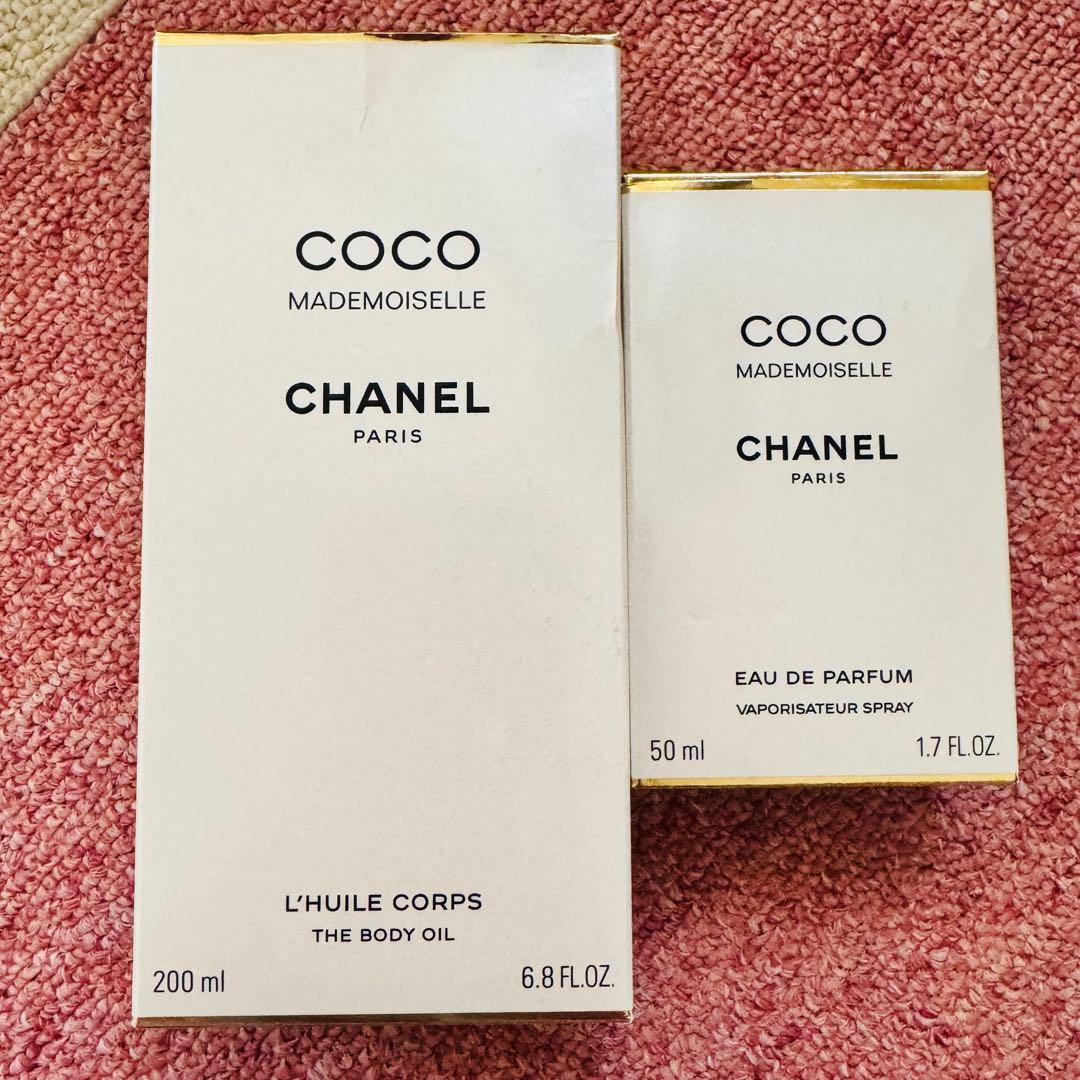 COCO
MADEMOISELLE
CHANEL
PARIS
L'HUILE CORPS
THE BODY OIL
200 ml 6.8 FL.OZ.
COCO
MADEMOISELLE
CHANEL
PARIS
EAU DE PARFUM
VAPORISATEUR SPRAY
50 ml 1.7 FL.OZ.